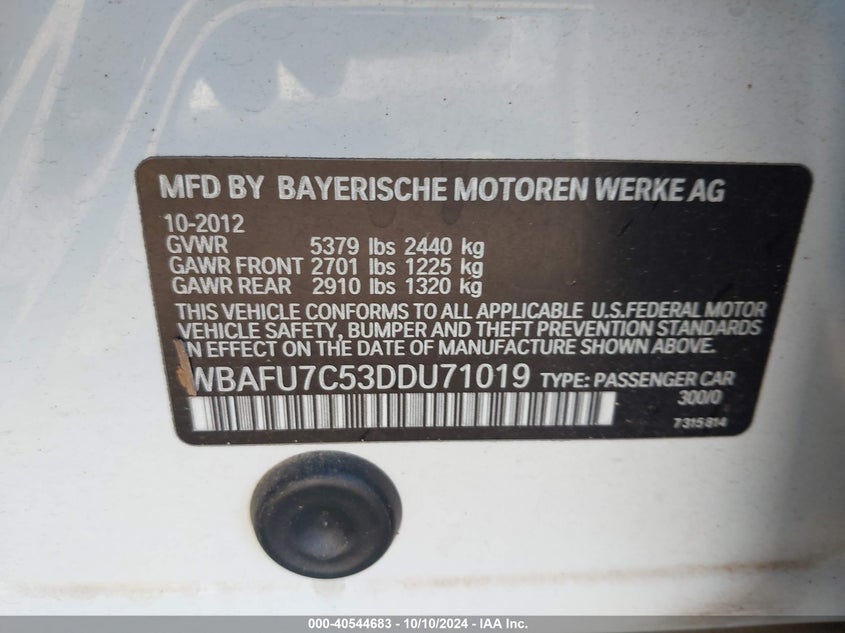 MFD BY BAYERISCHE MOTOREN WERKE AG
10-2012
GVWR 5379 lbs 2440 kg
GAWR FRONT 2701 lbs 1225 kg
GAWR REAR 2910 lbs 1320 kg
THIS VEHICLE CONFORMS TO ALL APPLICABLE U.S.FEDERAL MOTOR
VEHICLE SAFETY, BUMPER AND THEFT PREVENTION STANDARDS
IN EFFECT ON THE DATE OF MANUFACTURE SHOWN ABOVE.
WBAFU7C53DDU71019 TYPE: PASSENGER CAR
300/0
7 315 814
000-40544683 - 10/10/2024 - IAA Inc.